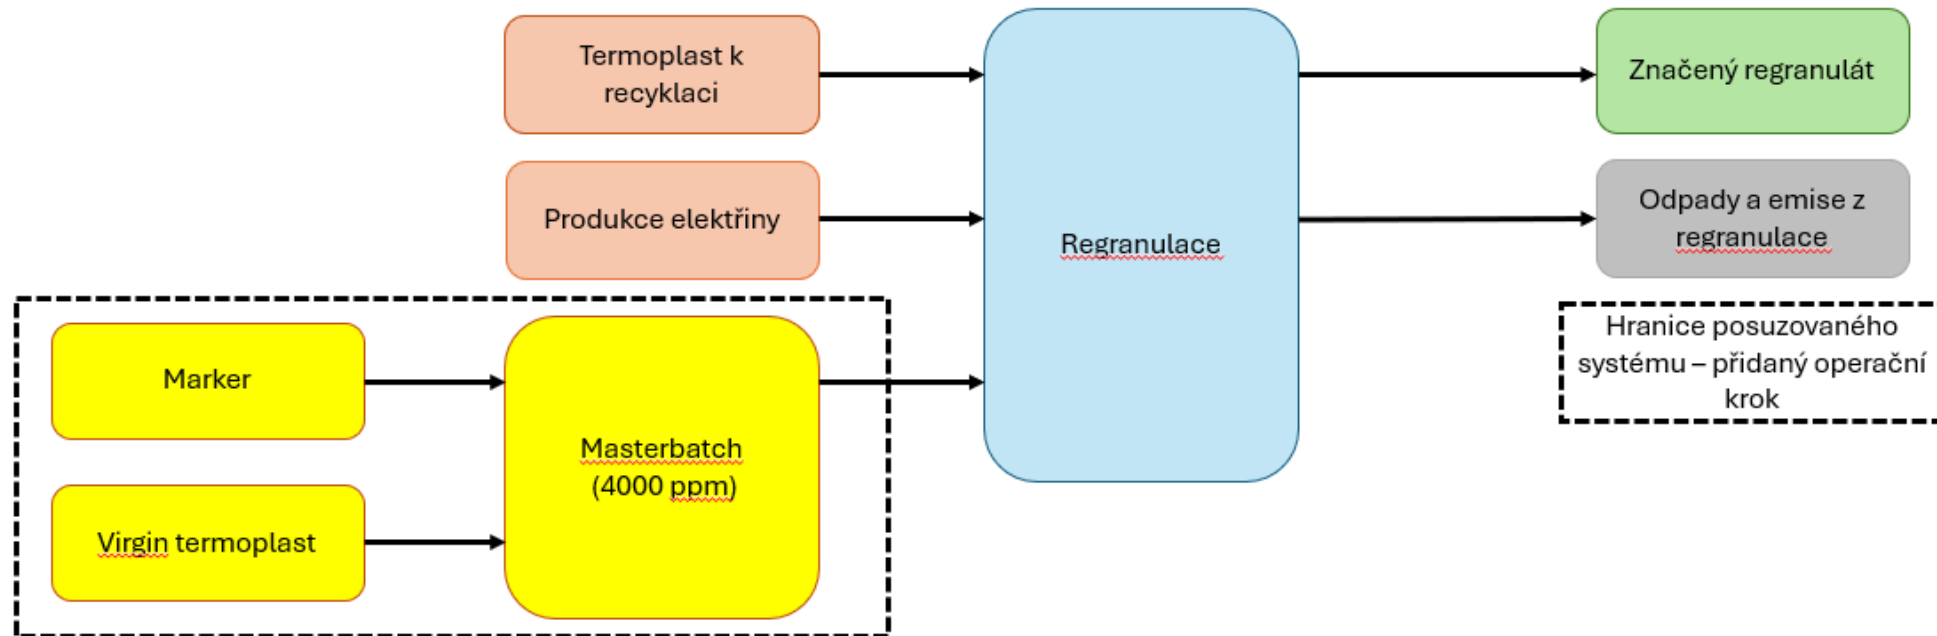 Termoplast k
recyklaci
Značený regranulát
Produkce elektřiny
Odpady a emise z
regranulace
Regranulace
Marker
Masterbatch
(4000 ppm)
Virgin termoplast
Hranice posuzovaného
systému – přidaný operační
krok